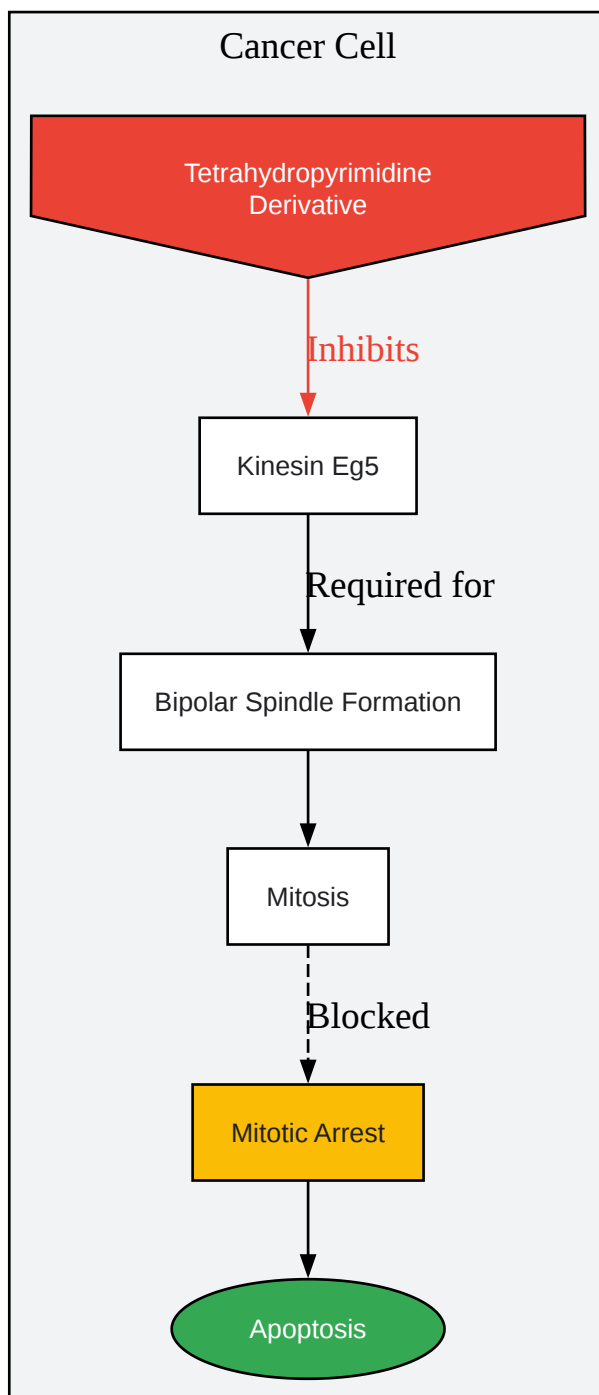 Cancer Cell
Tetrahydropyrimidine
Derivative
Inhibits
Kinesin Eg5
Required for
Bipolar Spindle Formation
Mitosis
Blocked
Mitotic Arrest
Apoptosis